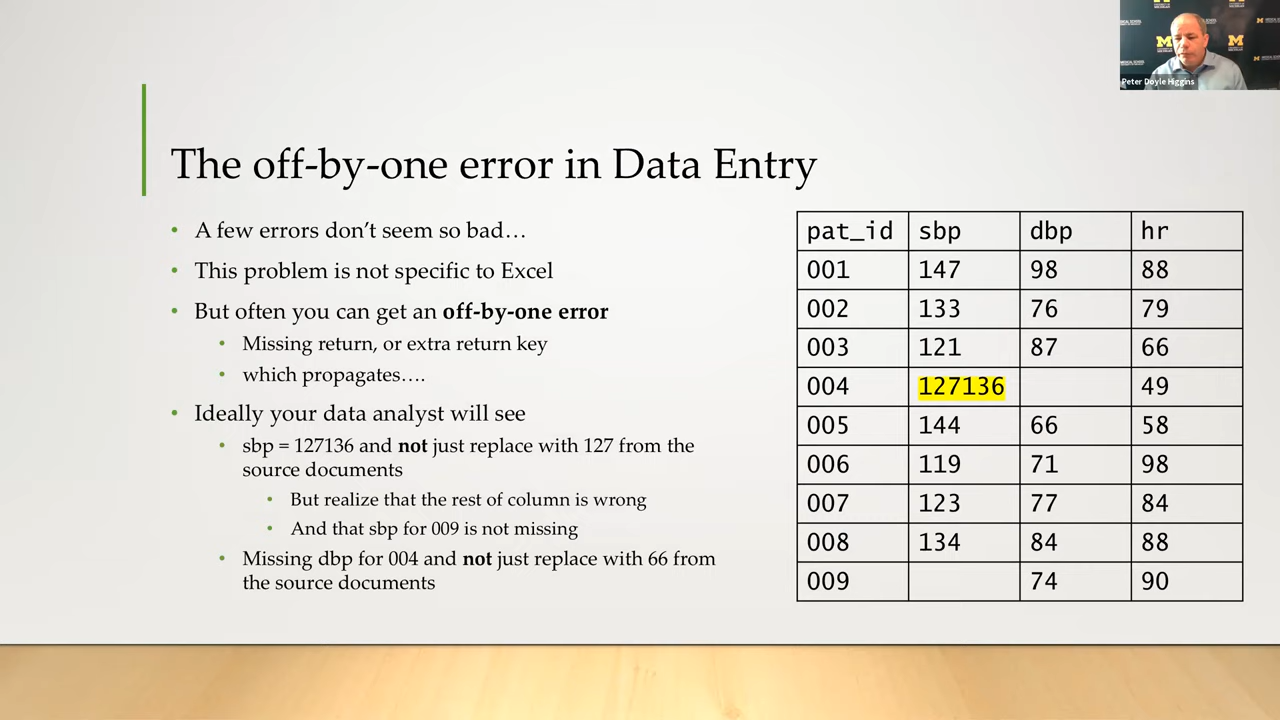 Peter Doyle Higgins
The off-by-one error in Data Entry
• A few errors don’t seem so bad…
• This problem is not specific to Excel
• But often you can get an off-by-one error
• Missing return, or extra return key
• which propagates….
• Ideally your data analyst will see
• sbp = 127136 and not just replace with 127 from the
source documents
• But realize that the rest of column is wrong
• And that sbp for 009 is not missing
• Missing dbp for 004 and not just replace with 66 from
the source documents
pat_id sbp dbp hr
001 147 98 88
002 133 76 79
003 121 87 66
004 127136 49
005 144 66 58
006 119 71 98
007 123 77 84
008 134 84 88
009 74 90